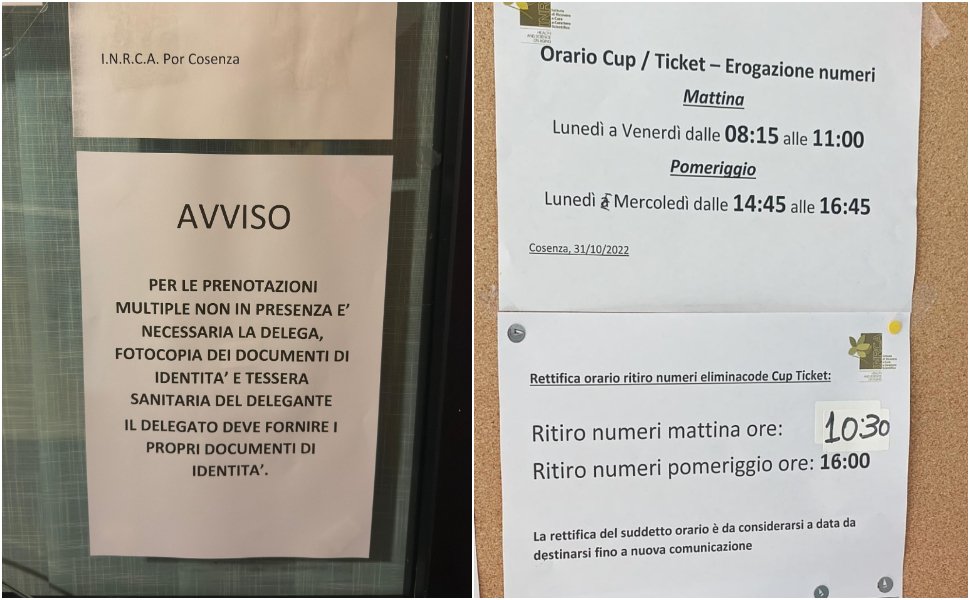 I.N.R.C.A. Por Cosenza
AVVISO
PER LE PRENOTAZIONI
MULTIPLE NON IN PRESENZA E’
NECESSARIA LA DELEGA,
FOTOCOPIA DEI DOCUMENTI DI
IDENTITA’ E TESSERA
SANITARIA DEL DELEGANTE
IL DELEGATO DEVE FORNIRE I
PROPRI DOCUMENTI DI
IDENTITA’.
Orario Cup / Ticket – Erogazione numeri
Mattina
Lunedì a Venerdì dalle 08:15 alle 11:00
Pomeriggio
Lunedì E Mercoledì dalle 14:45 alle 16:45
Cosenza, 31/10/2022
Rettifica orario ritiro numeri eliminacode Cup Ticket:
Ritiro numeri mattina ore: 10:30
Ritiro numeri pomeriggio ore: 16:00
La rettifica del suddetto orario è da considerarsi a data da
destinarsi fino a nuova comunicazione